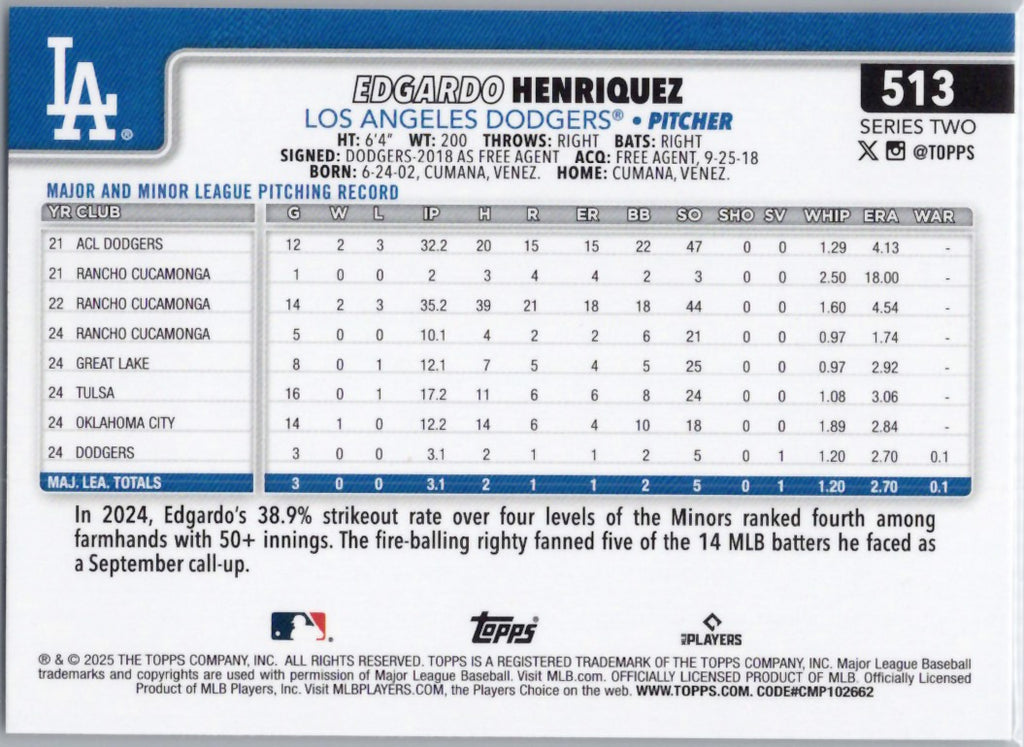 LA®
EDGARDO HENRIQUEZ
513
LOS ANGELES DODGERS® • PITCHER
SERIES TWO
HT: 6'4" WT: 200 THROWS: RIGHT BATS: RIGHT
@TOPPS
SIGNED: DODGERS-2018 AS FREE AGENT ACQ: FREE AGENT, 9-25-18
BORN: 6-24-02, CUMANA, VENEZ. HOME: CUMANA, VENEZ.
MAJOR AND MINOR LEAGUE PITCHING RECORD
YR CLUB G W L IP H R ER BB SO SHO SV WHIP ERA WAR
21 ACL DODGERS 12 2 3 32.2 20 15 15 22 47 0 0 1.29 4.13 -
21 RANCHO CUCAMONGA 1 0 0 2 3 4 4 2 3 0 0 2.50 18.00 -
22 RANCHO CUCAMONGA 14 2 3 35.2 39 21 18 18 44 0 0 1.60 4.54 -
24 RANCHO CUCAMONGA 5 0 0 10.1 4 2 2 6 21 0 0 0.97 1.74 -
24 GREAT LAKE 8 0 1 12.1 7 5 4 5 25 0 0 0.97 2.92 -
24 TULSA 16 0 1 17.2 11 6 6 8 24 0 0 1.08 3.06 -
24 OKLAHOMA CITY 14 1 0 12.2 14 6 4 10 18 0 0 1.89 2.84 -
24 DODGERS 3 0 0 3.1 2 1 1 2 5 0 1 1.20 2.70 0.1
MAJ. LEA. TOTALS 3 0 0 3.1 2 1 1 2 5 0 1 1.20 2.70 0.1
In 2024, Edgardo's 38.9% strikeout rate over four levels of the Minors ranked fourth among
farmhands with 50+ innings. The fire-balling righty fanned five of the 14 MLB batters he faced as
a September call-up.
Topps® PLAYERS
® & © 2025 THE TOPPS COMPANY, INC. ALL RIGHTS RESERVED. TOPPS IS A REGISTERED TRADEMARK OF THE TOPPS COMPANY, INC. Major League Baseball
trademarks and copyrights are used with permission of Major League Baseball. Visit MLB.com. OFFICIALLY LICENSED PRODUCT OF MLB. Officially Licensed
Product of MLB Players, Inc. Visit MLBPLAYERS.COM, the Players Choice on the web. WWW.TOPPS.COM. CODE#CMP102662